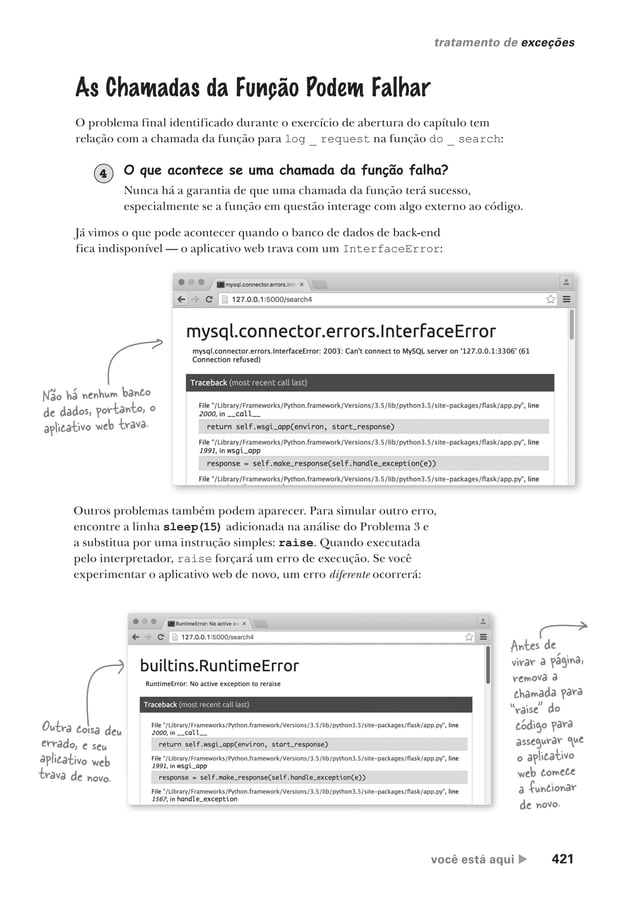 tratamento de exceções
As Chamadas da Função Podem Falhar
O problema final identificado durante o exercício de abertura do capítulo tem
relação com a chamada da função para log _ request na função do _ search:
4 O que acontece se uma chamada da função falha?
Nunca há a garantia de que uma chamada da função terá sucesso,
especialmente se a função em questão interage com algo externo ao código.
Já vimos o que pode acontecer quando o banco de dados de back-end
fica indisponível — o aplicativo web trava com um InterfaceError:
mysql.connector.errors.Inte ×
127.0.0.1:5000/search4
mysql.connector.errors.InterfaceError
mysql.connector.errors.InterfaceError: 2003: Can't connect to MySQL server on '127.0.0.1:3306' (61
Connection refused)
Traceback (most recent call last)
File "/Library/Frameworks/Python.framework/Versions/3.5/lib/python3.5/site-packages/flask/app.py", line
2000, in __call__
return self.wsgi_app(environ, start_response)
File "/Library/Frameworks/Python.framework/Versions/3.5/lib/python3.5/site-packages/flask/app.py", line
1991, in wsgi_app
response = self.make_response(self.handle_exception(e))
File "/Library/Frameworks/Python.framework/Versions/3.5/lib/python3.5/site-packages/flask/app.py", line
Não há nenhum banco
de dados, portanto, o
aplicativo web trava.
Outros problemas também podem aparecer. Para simular outro erro,
encontre a linha sleep(15) adicionada na análise do Problema 3 e
a substitua por uma instrução simples: raise. Quando executada
pelo interpretador, raise forçará um erro de execução. Se você
experimentar o aplicativo web de novo, um erro diferente ocorrerá:
RuntimeError: No active ex ×
127.0.0.1:5000/search4
builtins.RuntimeError
RuntimeError: No active exception to reraise
Traceback (most recent call last)
File "/Library/Frameworks/Python.framework/Versions/3.5/lib/python3.5/site-packages/flask/app.py", line
2000, in __call__
return self.wsgi_app(environ, start_response)
File "/Library/Frameworks/Python.framework/Versions/3.5/lib/python3.5/site-packages/flask/app.py", line
1991, in wsgi_app
response = self.make_response(self.handle_exception(e))
File "/Library/Frameworks/Python.framework/Versions/3.5/lib/python3.5/site-packages/flask/app.py", line
1567, in handle_exception
Outra coisa deu
errado, e seu
aplicativo web
trava de novo.
Antes de
virar a página,
remova a
chamada para
"raise" do
código para
assegurar que
o aplicativo
web comece
a funcionar
de novo.
você está aqui ▶ 421